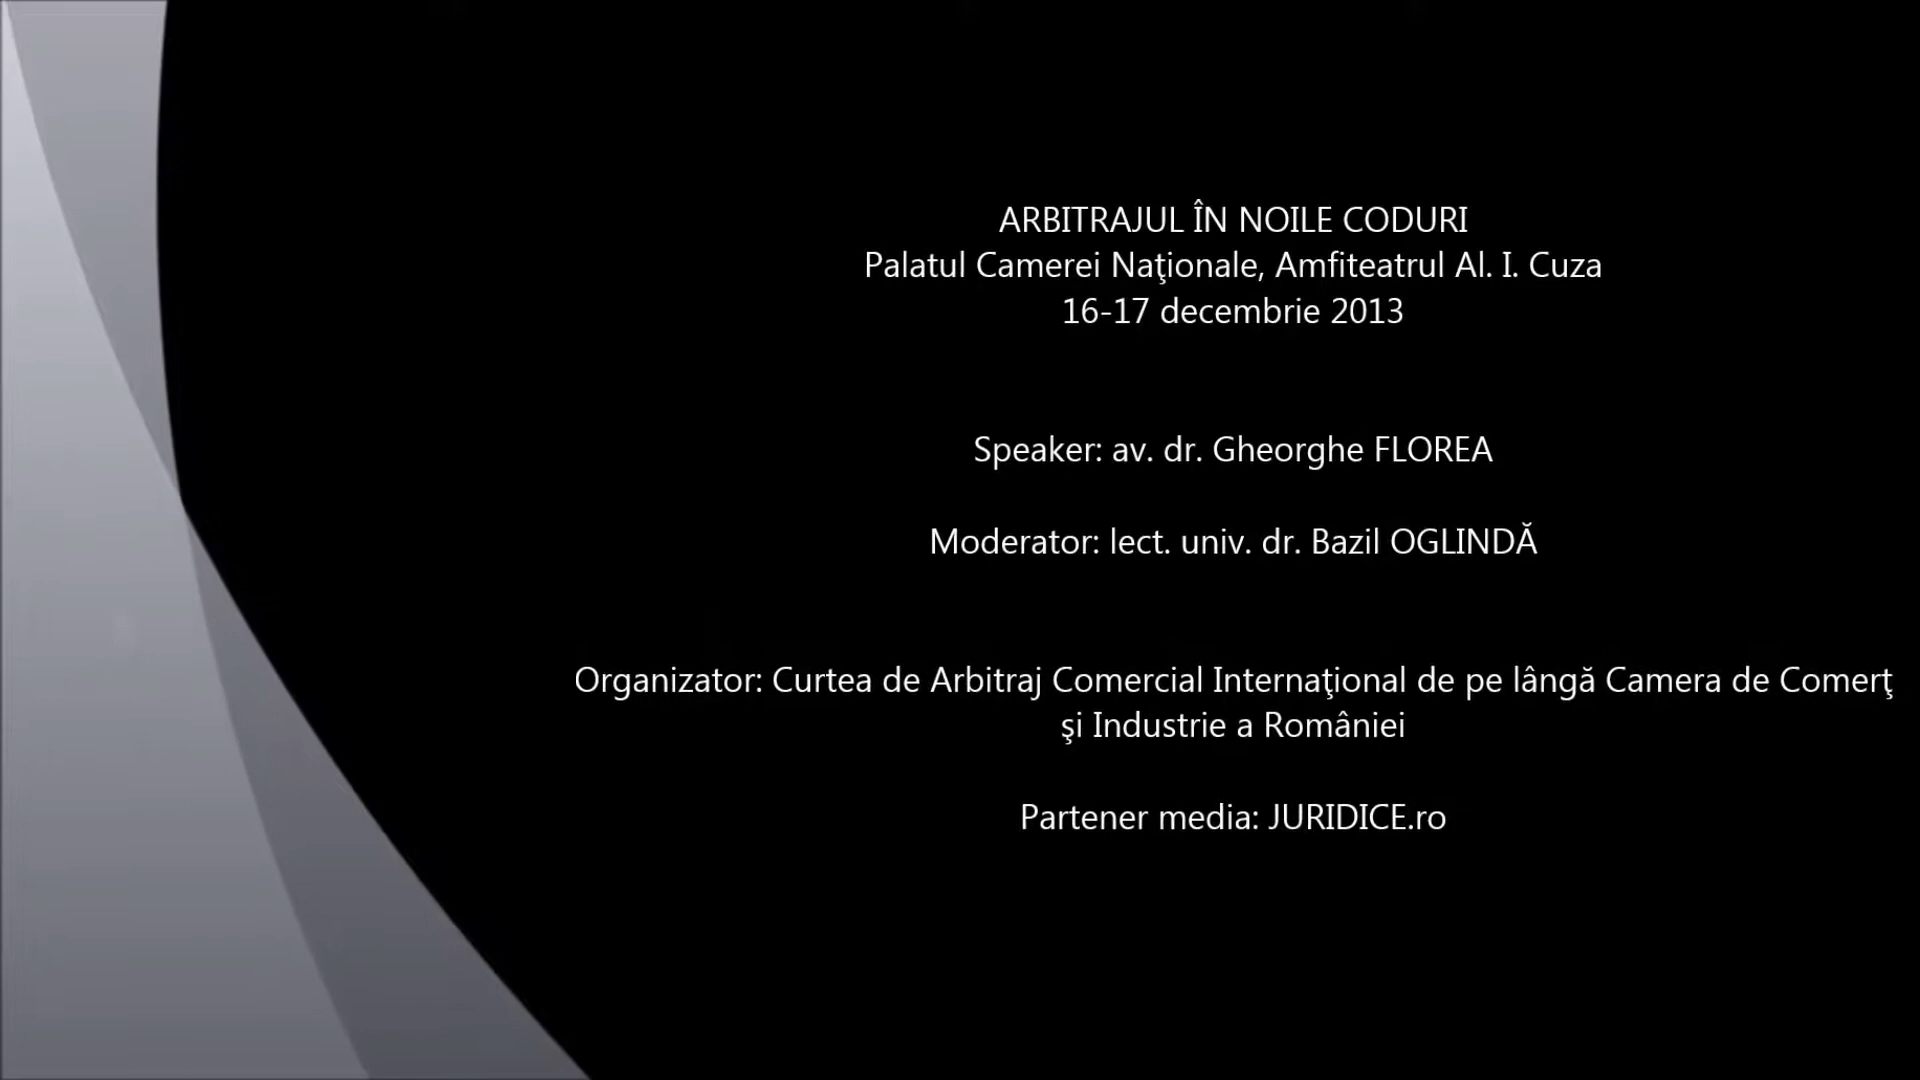 ARBITRAJUL ÎN NOILE CODURI
Palatul Camerei Naţionale, Amfiteatrul Al. I. Cuza
16-17 decembrie 2013
Speaker: av. dr. Gheorghe FLOREA
Moderator: lect. univ. dr. Bazil OGLINDĂ
Organizator: Curtea de Arbitraj Comercial Internaţional de pe lângă Camera de Comerţ
şi Industrie a României
Partener media: JURIDICE.ro